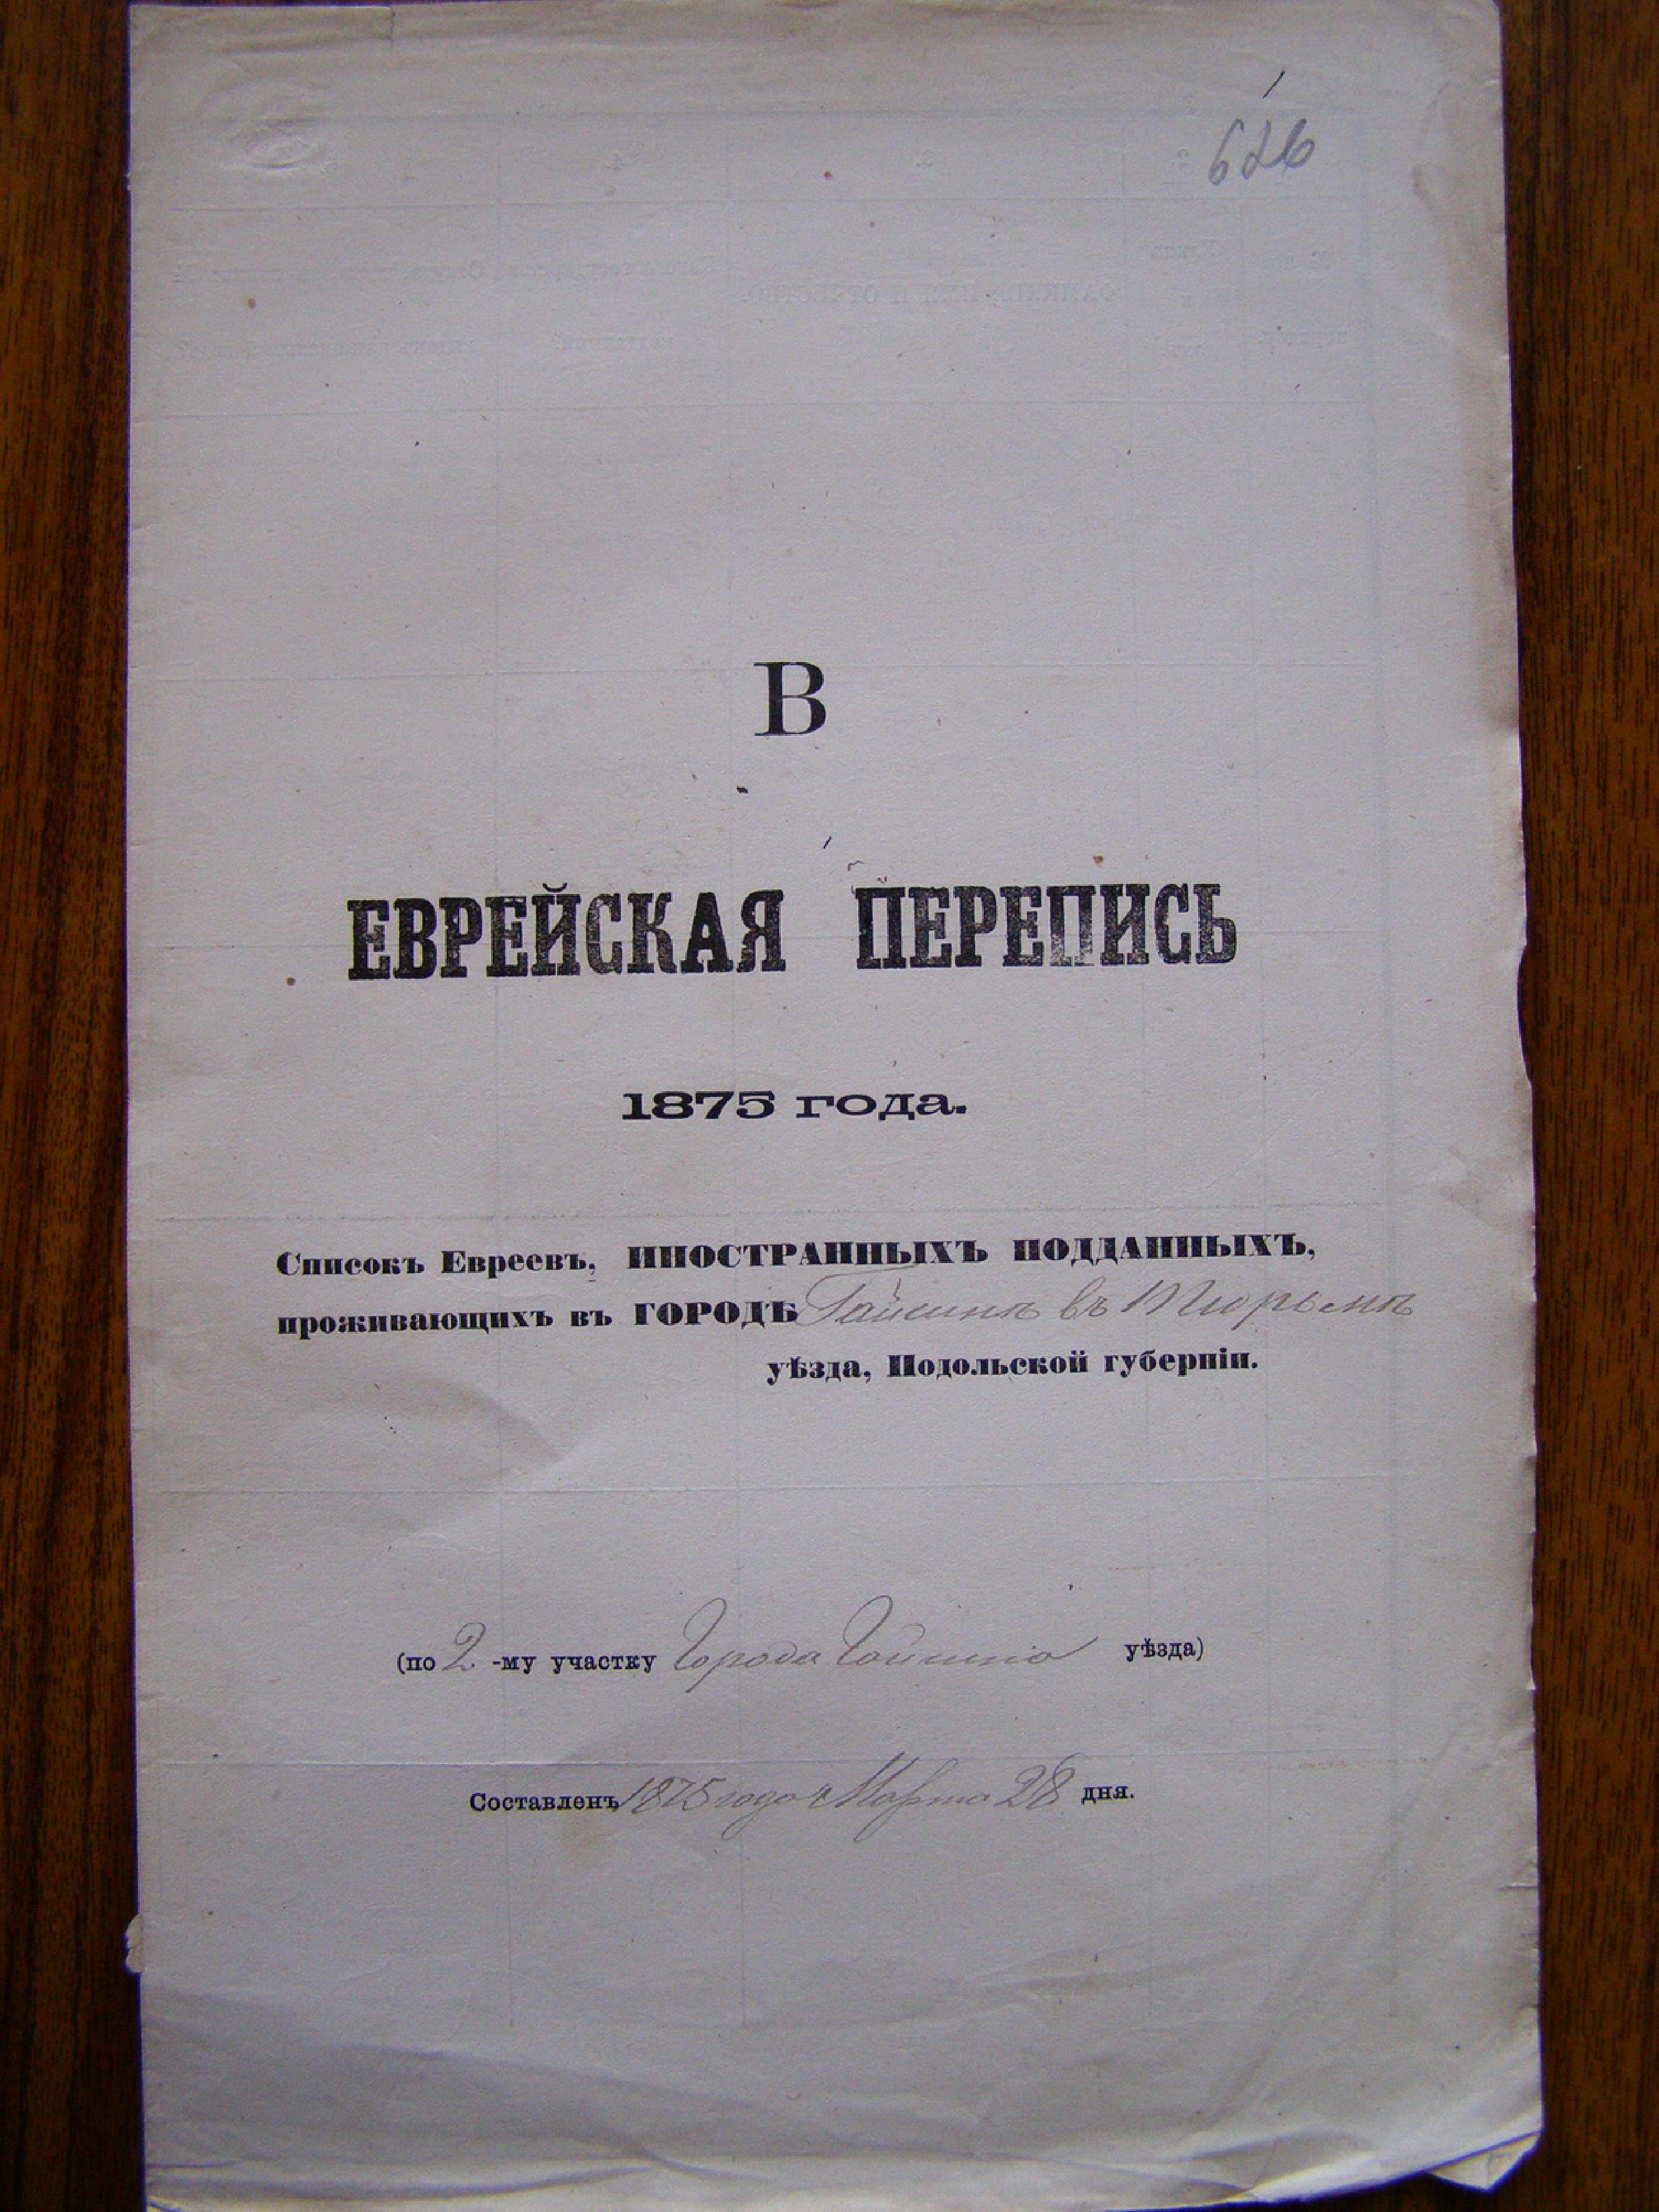 626
В
ЕВРЕЙСКАЯ ПЕРЕПИСЬ
1875 года.
Списокъ Евреевъ, ИНОСТРАННЫХЪ ПОДДАННЫХЪ,
проживающихъ въ ГОРОДѢ Гайсинѣ въ Тюрьмѣ
уѣзда, Подольской губерніи.
(по 2 -му участку Города Гайсина уѣзда)
Составленъ 1875 года Марта 28 дня.